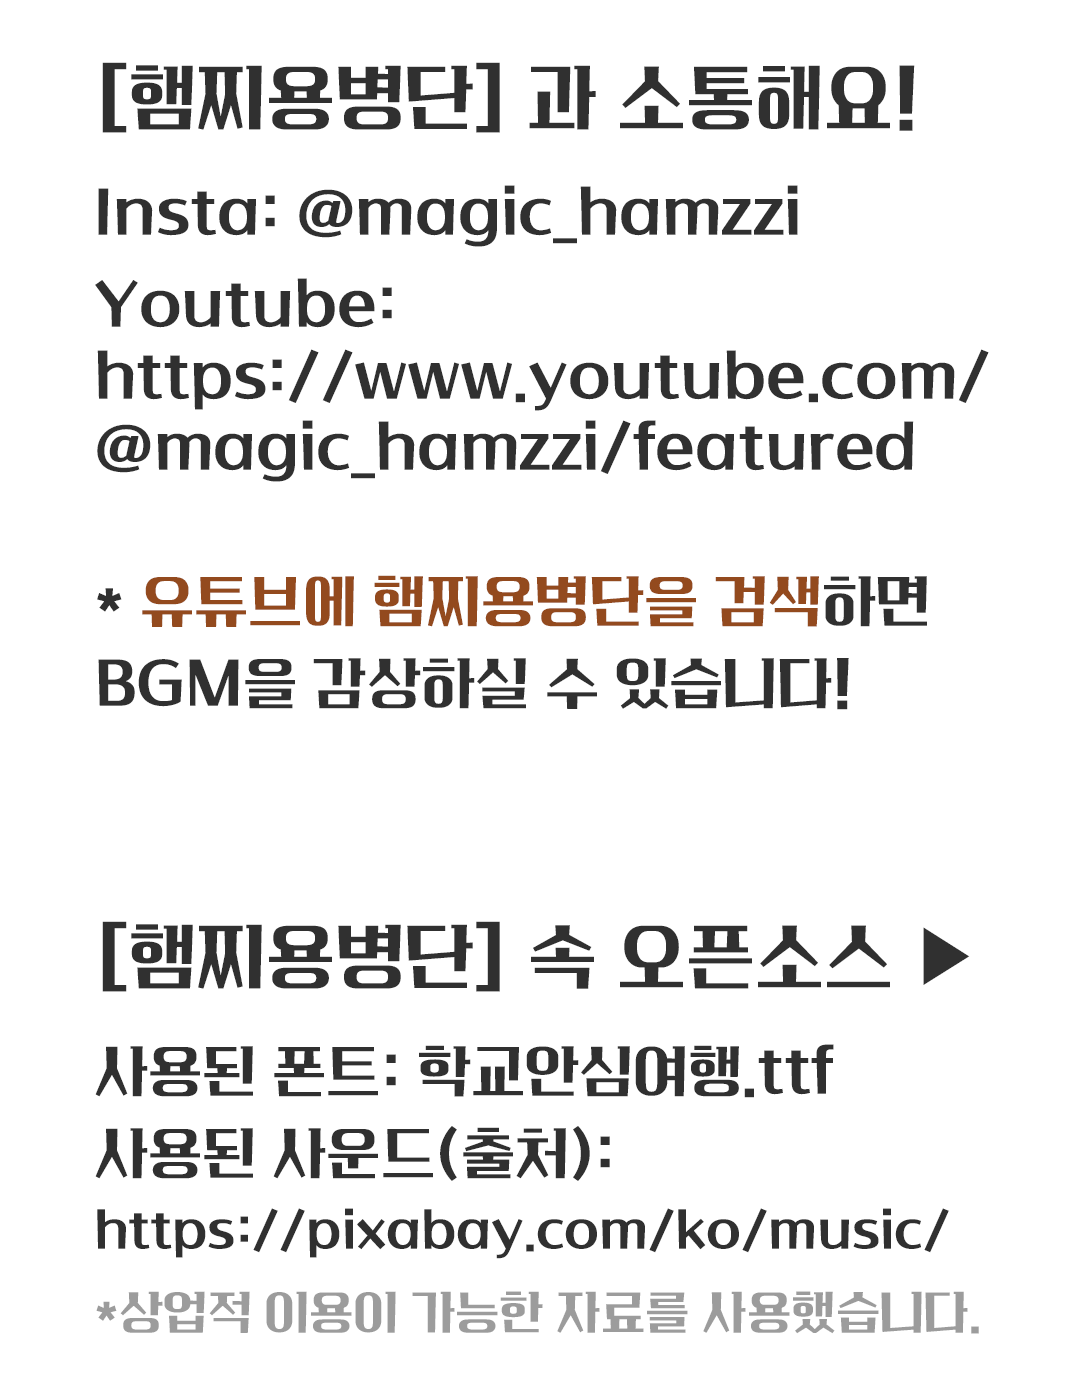 [햄찌용병단] 과 소통해요!
Insta: @magic_hamzzi
Youtube:
https://www.youtube.com/
@magic_hamzzi/featured
* 유튜브에 햄찌용병단을 검색하면
BGM을 감상하실 수 있습니다!
[햄찌용병단] 속 오픈소스 ▶
사용된 폰트: 학교안심여행.ttf
사용된 사운드(출처):
https://pixabay.com/ko/music/
*상업적 이용이 가능한 자료를 사용했습니다.